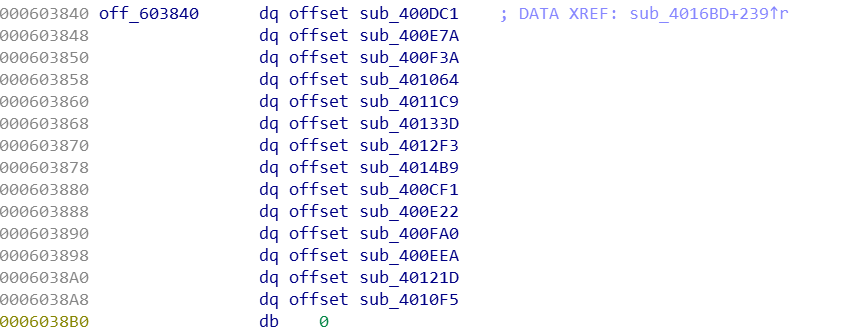 000603840 off_603840 dq offset sub_400DC1 ; DATA XREF: sub_4016BD+239↑r
000603848 dq offset sub_400E7A
000603850 dq offset sub_400F3A
000603858 dq offset sub_401064
000603860 dq offset sub_4011C9
000603868 dq offset sub_40133D
000603870 dq offset sub_4012F3
000603878 dq offset sub_4014B9
000603880 dq offset sub_400CF1
000603888 dq offset sub_400E22
000603890 dq offset sub_400FA0
000603898 dq offset sub_400EEA
0006038A0 dq offset sub_40121D
0006038A8 dq offset sub_4010F5
0006038B0 db 0